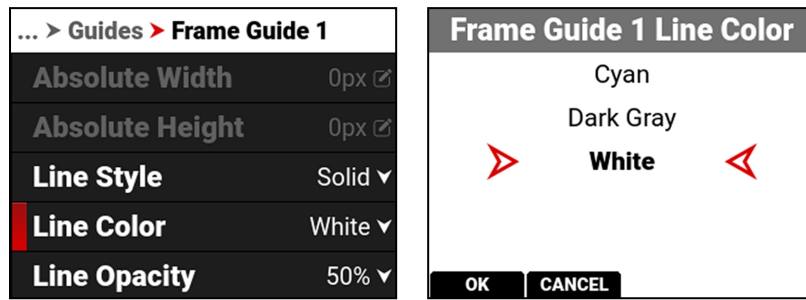 ... > Guides > Frame Guide 1
Absolute Width 0px
Absolute Height 0px
Line Style Solid
Line Color White
Line Opacity 50%
Frame Guide 1 Line Color
Cyan
Dark Gray
White
OK CANCEL